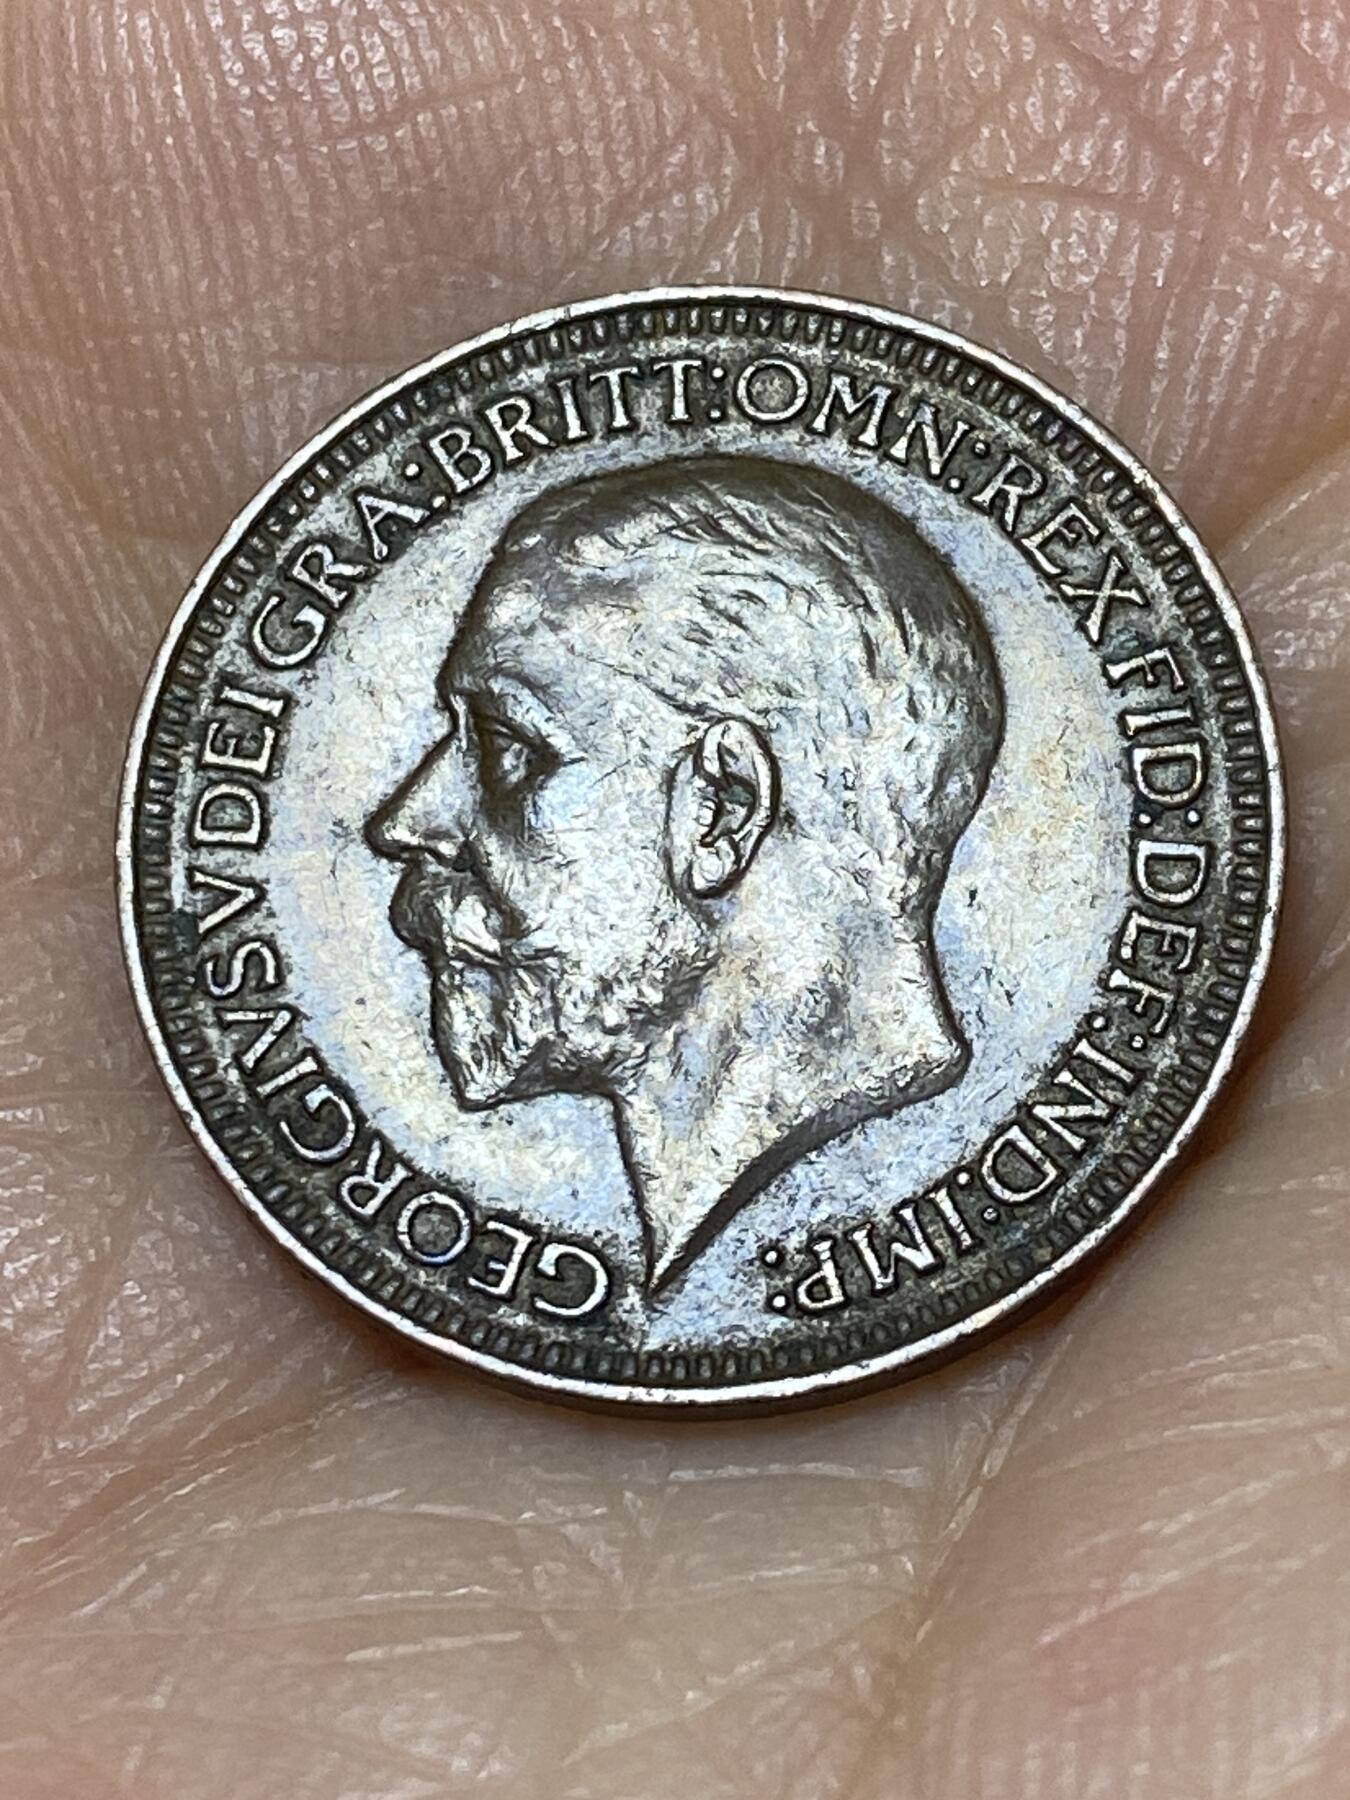 GEORGIVS V DEI GRA: BRITT: OMN: REX FID: DEF: IND: IMP: